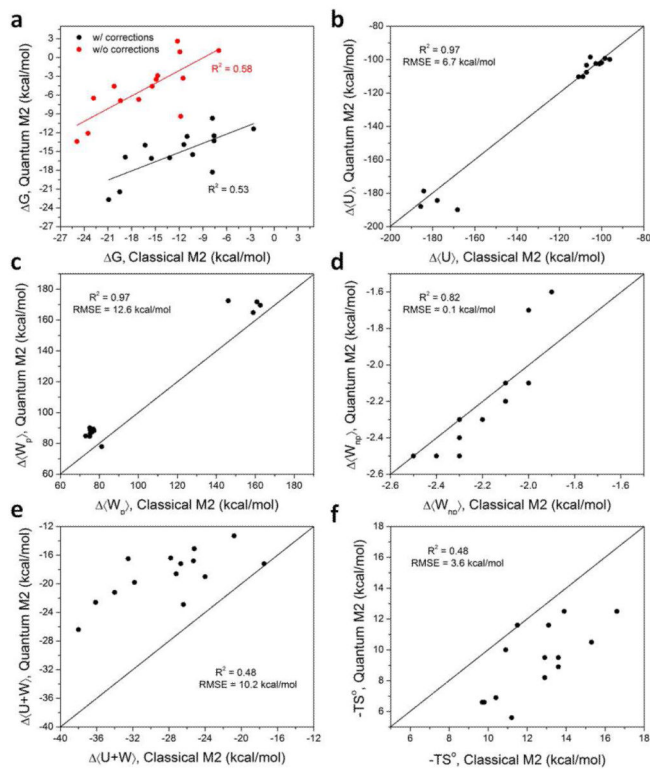 a
w/ corrections
w/o corrections
R² = 0.58
R² = 0.53
3
0
-3
-6
-9
-12
-15
-18
-21
-24
-27
ΔG, Quantum M2 (kcal/mol)
-27 -24 -21 -18 -15 -12 -9 -6 -3 0 3
ΔG, Classical M2 (kcal/mol)
b
R² = 0.97
RMSE = 6.7 kcal/mol
-80
-100
-120
-140
-160
-180
-200
Δ⟨U⟩, Quantum M2 (kcal/mol)
-200 -180 -160 -140 -120 -100 -80
Δ⟨U⟩, Classical M2 (kcal/mol)
c
R² = 0.97
RMSE = 12.6 kcal/mol
180
160
140
120
100
80
60
Δ⟨Wₚ⟩, Quantum M2 (kcal/mol)
60 80 100 120 140 160 180
Δ⟨Wₚ⟩, Classical M2 (kcal/mol)
d
R² = 0.82
RMSE = 0.1 kcal/mol
-1.6
-1.8
-2.0
-2.2
-2.4
-2.6
Δ⟨Wₙₚ⟩, Quantum M2 (kcal/mol)
-2.6 -2.4 -2.2 -2.0 -1.8 -1.6
Δ⟨Wₙₚ⟩, Classical M2 (kcal/mol)
e
R² = 0.48
RMSE = 10.2 kcal/mol
-12
-16
-20
-24
-28
-32
-36
-40
Δ⟨U+W⟩, Quantum M2 (kcal/mol)
-40 -36 -32 -28 -24 -20 -16 -12
Δ⟨U+W⟩, Classical M2 (kcal/mol)
f
R² = 0.48
RMSE = 3.6 kcal/mol
18
16
14
12
10
8
6
-TS°, Quantum M2 (kcal/mol)
6 8 10 12 14 16 18
-TS°, Classical M2 (kcal/mol)